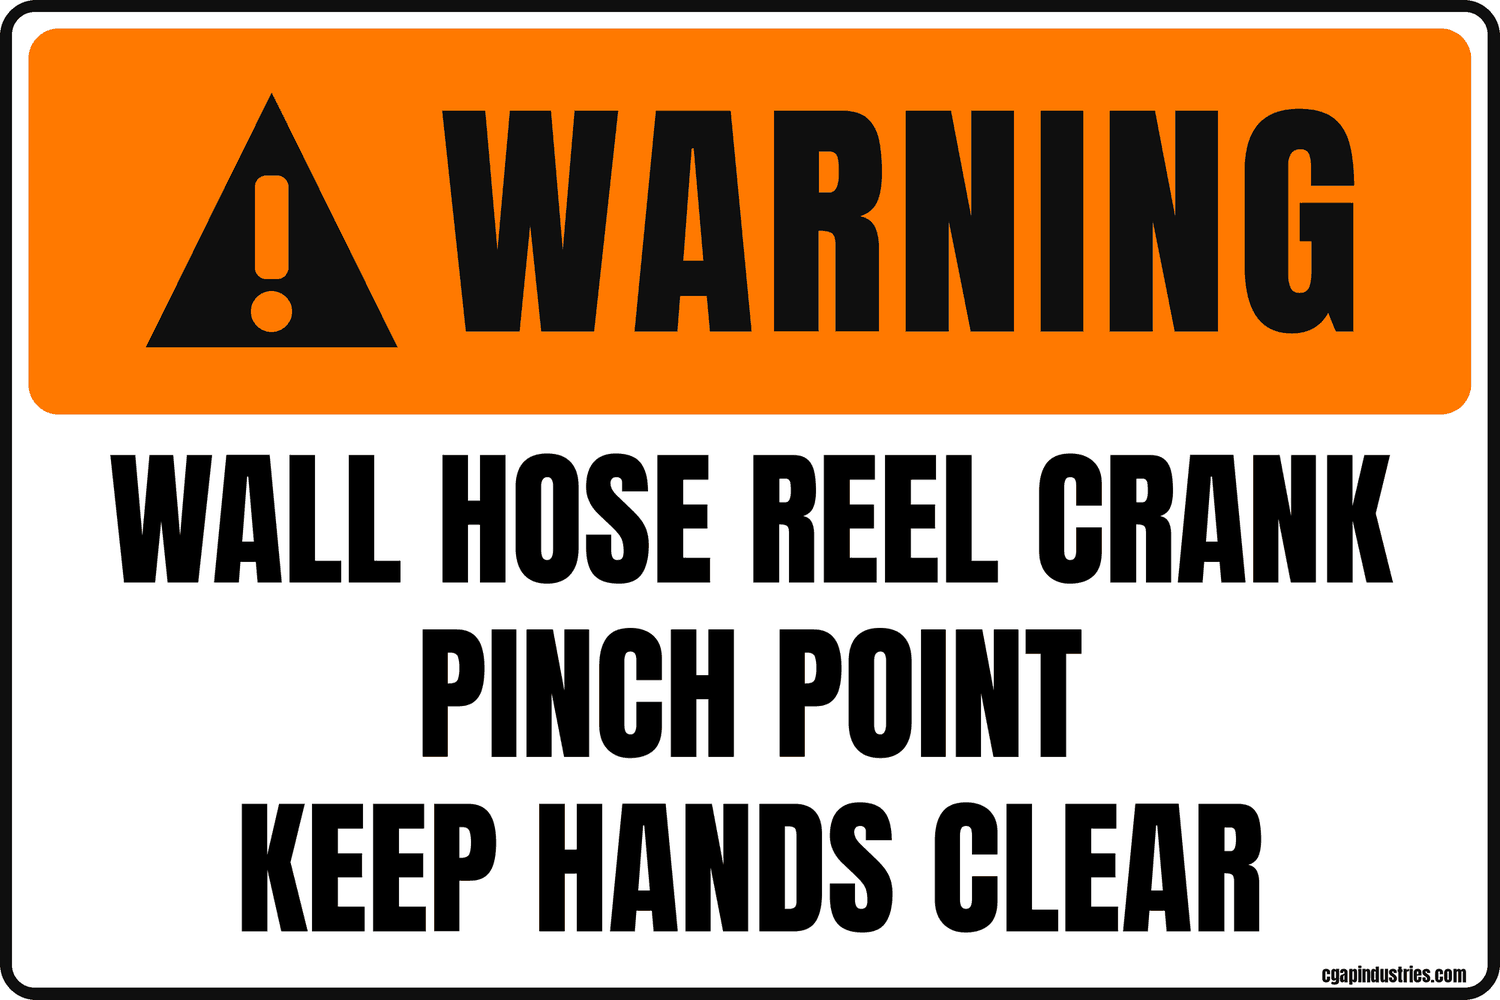 WARNING
WALL HOSE REEL CRANK
PINCH POINT
KEEP HANDS CLEAR
cgapindustries.com